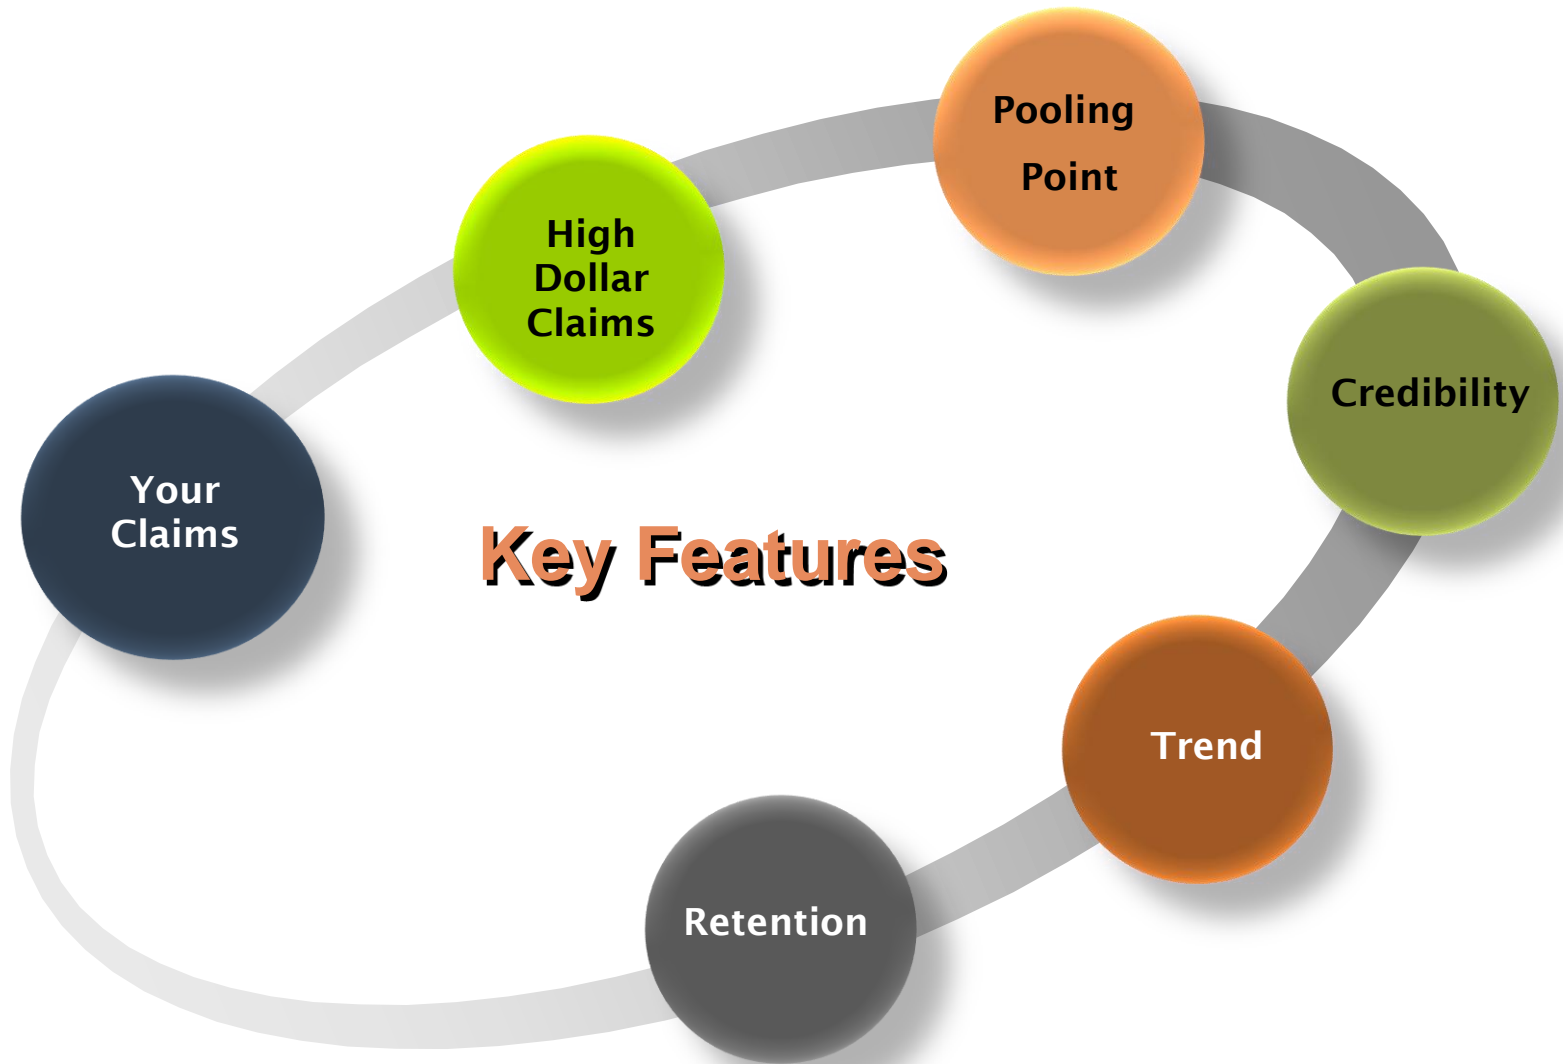 Pooling
Point
High
Dollar
Claims
Credibility
Your
Claims
Key Features
Trend
Retention